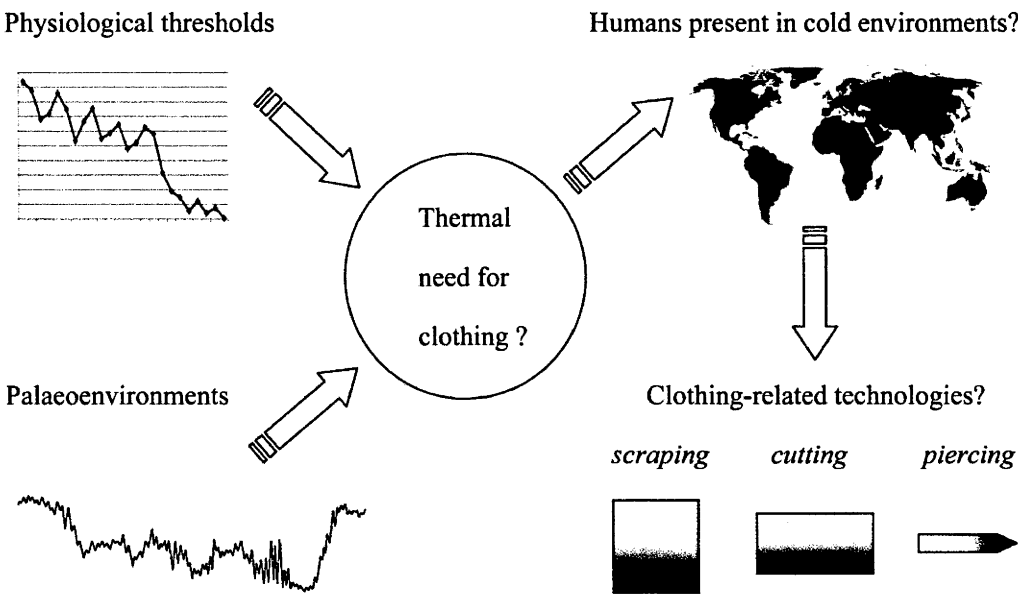 Physiological thresholds
Humans present in cold environments?
Thermal
need for
clothing ?
Palaeoenvironments
Clothing-related technologies?
scraping cutting piercing